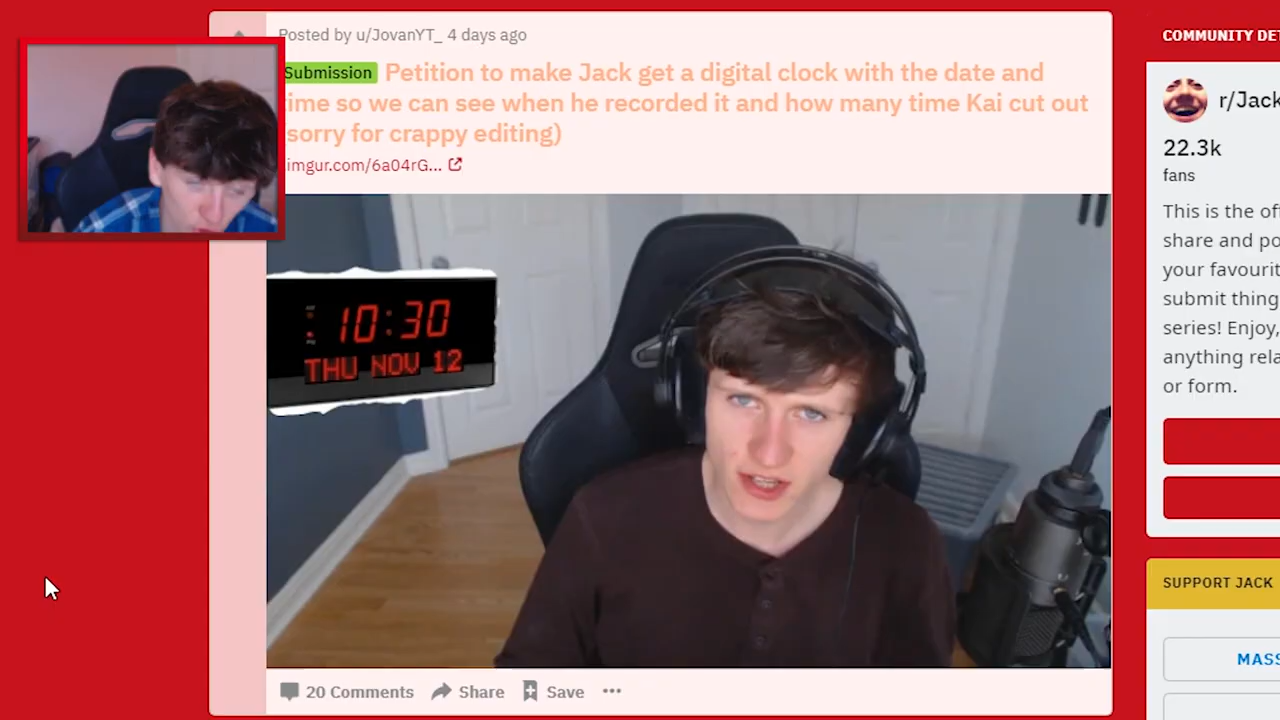 Posted by u/JovanYT_ 4 days ago
Submission Petition to make Jack get a digital clock with the date and
time so we can see when he recorded it and how many time Kai cut out
sorry for crappy editing)
imgur.com/6a04rG...
10:30
THU NOV 12
20 Comments Share Save ...
COMMUNITY DET
r/Jack
22.3k
fans
This is the of
share and po
your favourit
submit thing
series! Enjoy,
anything rela
or form.
SUPPORT JACK
MASS